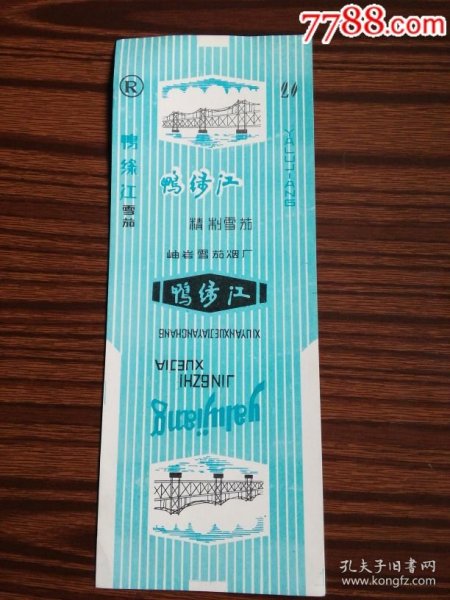 7788.com
®
鸭绿江雪茄
20
YALUJIANG
鸭绿江
精制雪茄
岫岩雪茄烟厂
鸭绿江
XIUYANXUEJIAYANCHANG
JINGZHI
XUEJIA
yalujiang
孔夫子旧书网
www.kongfz.com